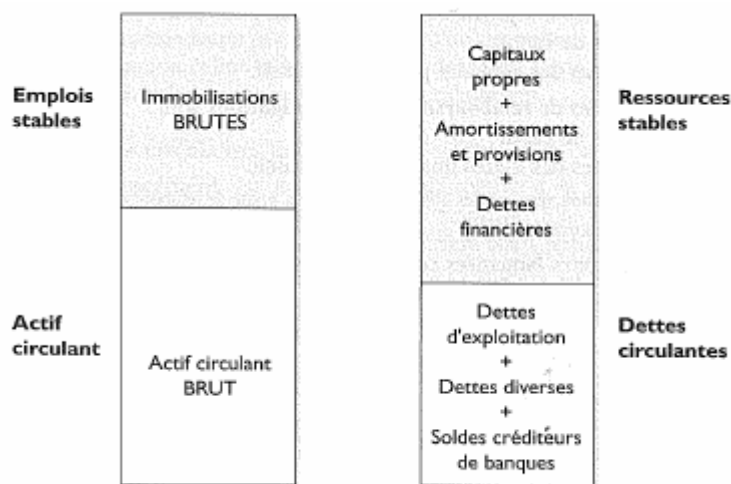 Emplois
stables
Immobilisations
BRUTES
Actif
circulant
Actif circulant
BRUT
Capitaux
propres
+
Amortissements
et provisions
+
Dettes
financières
Ressources
stables
Dettes
d'exploitation
+
Dettes diverses
+
Soldes créditeurs
de banques
Dettes
circulantes